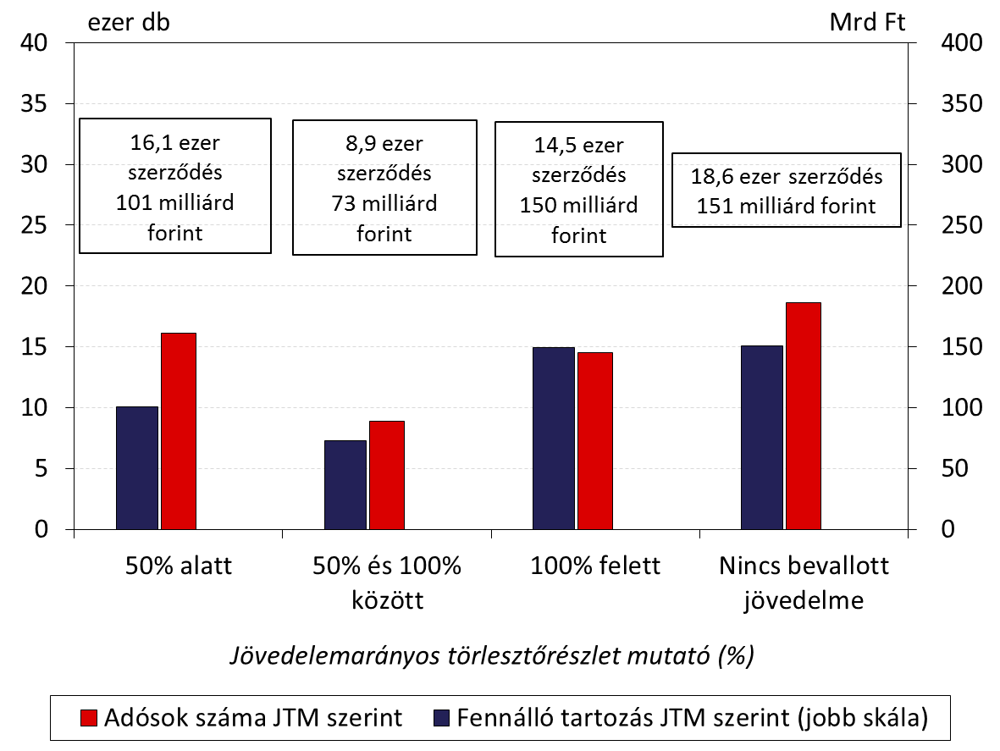 ezer db
Mrd Ft
40
35
30
25
20
15
10
5
0
400
350
300
250
200
150
100
50
0
16,1 ezer
szerződés
101 milliárd
forint
8,9 ezer
szerződés
73 milliárd
forint
14,5 ezer
szerződés
150 milliárd
forint
18,6 ezer szerződés
151 milliárd forint
50% alatt
50% és 100%
között
100% felett
Nincs bevallott
jövedelme
Jövedelemarányos törlesztőrészlet mutató (%)
Adósok száma JTM szerint
Fennálló tartozás JTM szerint (jobb skála)